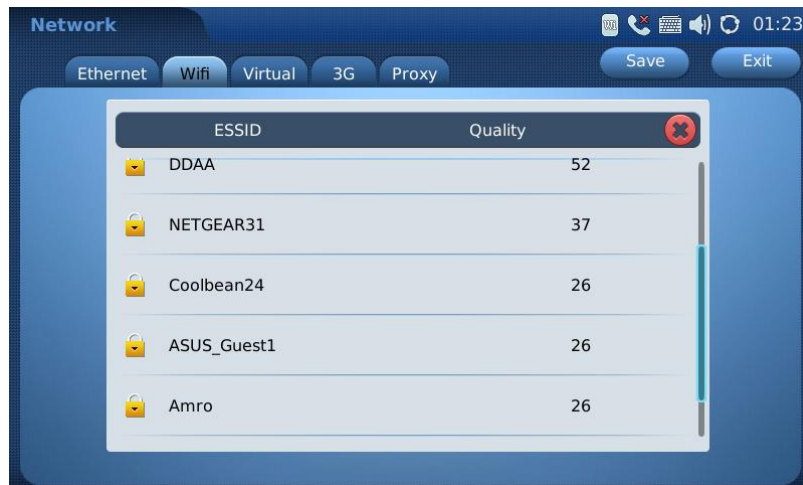 Network 01:23
Save Exit
Ethernet Wifi Virtual 3G Proxy
ESSID Quality
DDAA 52
NETGEAR31 37
Coolbean24 26
ASUS_Guest1 26
Amro 26